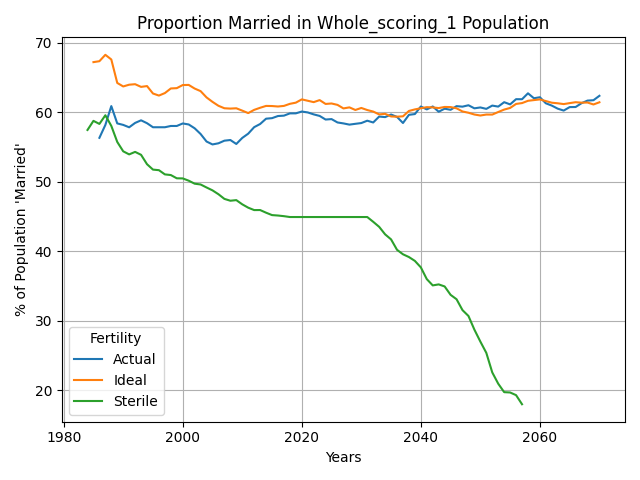 Proportion Married in Whole_scoring_1 Population
% of Population 'Married'
70
60
50
40
30
20
Fertility
Actual
Ideal
Sterile
1980 2000 2020 2040 2060
Years